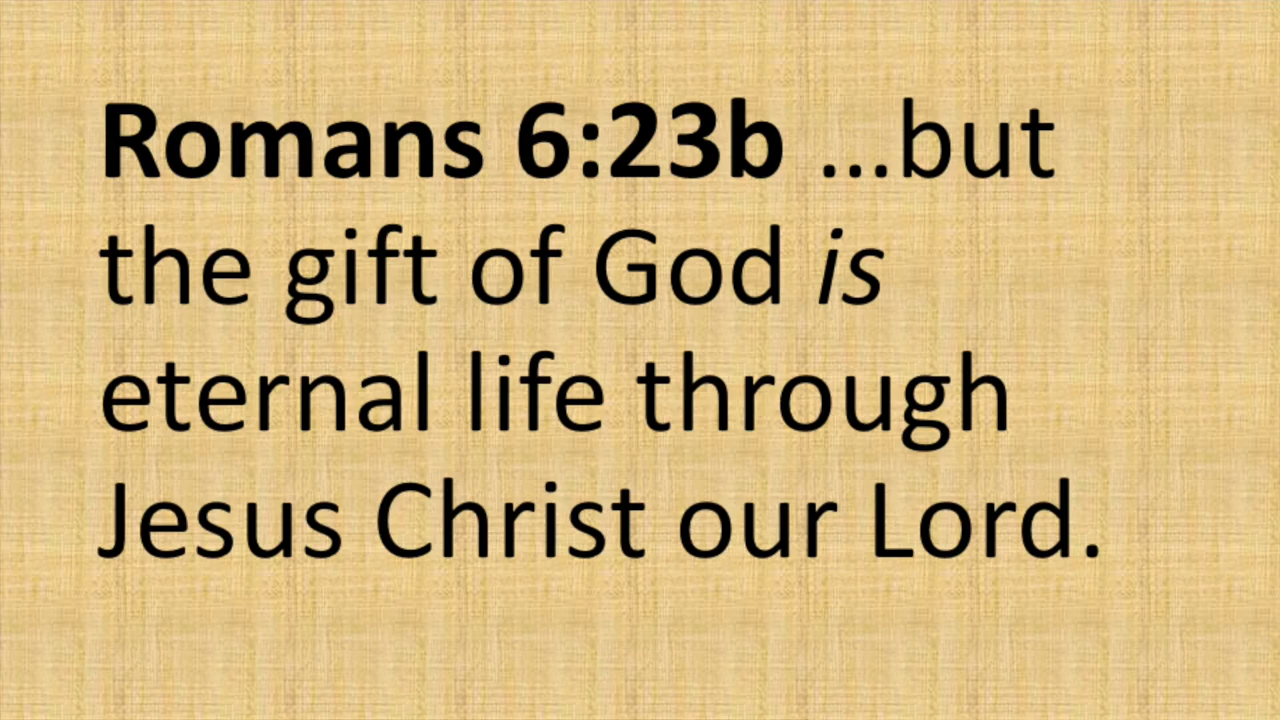 Romans 6:23b ...but
the gift of God is
eternal life through
Jesus Christ our Lord.